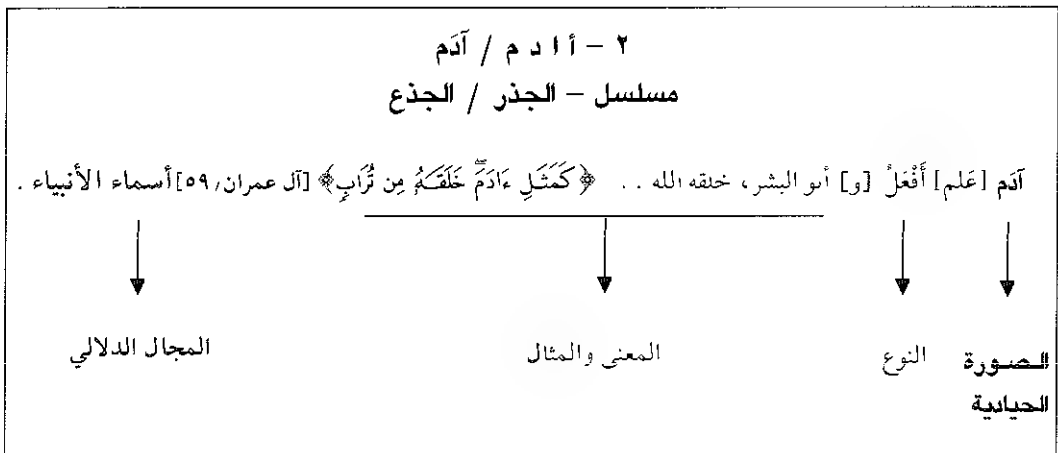 ٢ – أ ا د م / آدَم
مسلسل – الجذر / الجذع
آدَم [عَلم] أَفْعَلُ [و] أبو البشر، خلقه الله .. ﴿كَمَثَلِ ءَادَمَۖ خَلَقَهُۥ مِن تُرَابٖ﴾ [آل عمران, ٥٩] أسماء الأنبياء .
الصورة النوع المعنى والمثال المجال الدلالي
الحيادية